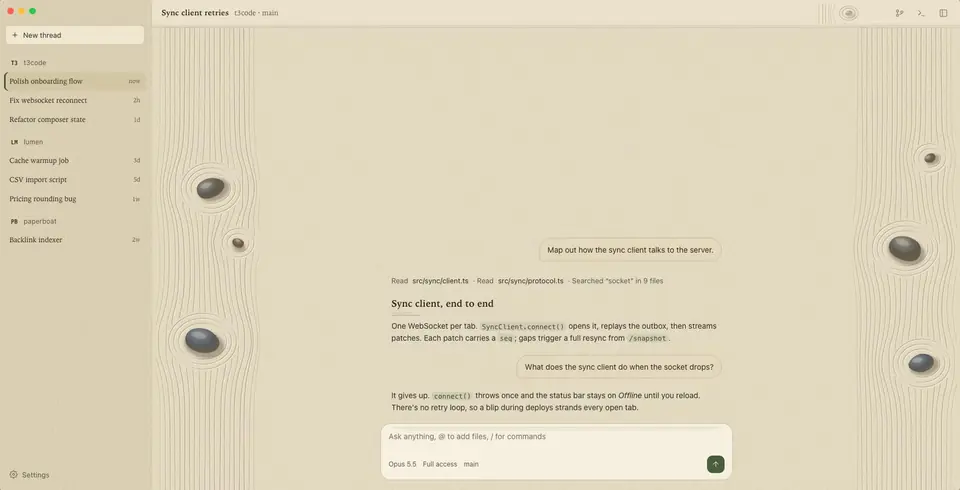 Sync client retries t3code · main
+ New thread
T3 t3code
Polish onboarding flow now
Fix websocket reconnect 2h
Refactor composer state 1d
LM lumen
Cache warmup job 3d
CSV import script 5d
Pricing rounding bug 1w
PB paperboat
Backlink indexer 2w
Settings
Map out how the sync client talks to the server.
Read src/sync/client.ts · Read src/sync/protocol.ts · Searched "socket" in 9 files
Sync client, end to end
One WebSocket per tab. SyncClient.connect() opens it, replays the outbox, then streams
patches. Each patch carries a seq; gaps trigger a full resync from /snapshot.
What does the sync client do when the socket drops?
It gives up. connect() throws once and the status bar stays on Offline until you reload.
There's no retry loop, so a blip during deploys strands every open tab.
Ask anything, @ to add files, / for commands
Opus 5.5 Full access main